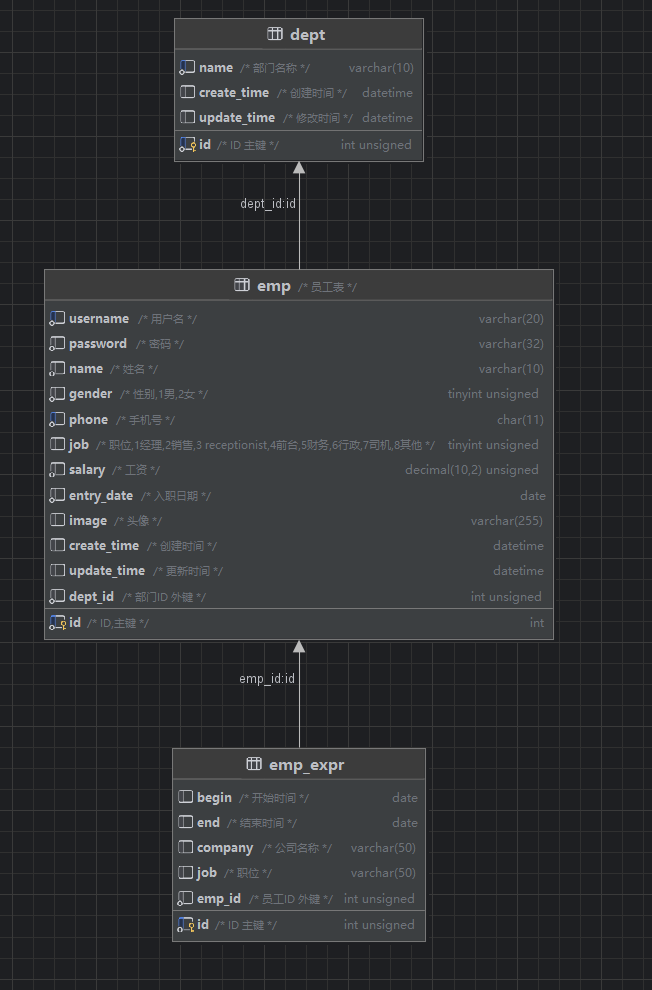 dept
name /* 部门名称 */ varchar(10)
create_time /* 创建时间 */ datetime
update_time /* 修改时间 */ datetime
id /* ID 主键 */ int unsigned
dept_id:id
emp /* 员工表 */
username /* 用户名 */ varchar(20)
password /* 密码 */ varchar(32)
name /* 姓名 */ varchar(10)
gender /* 性别,1男,2女 */ tinyint unsigned
phone /* 手机号 */ char(11)
job /* 职位,1经理,2销售,3 receptionist,4前台,5财务,6行政,7司机,8其他 */ tinyint unsigned
salary /* 工资 */ decimal(10,2) unsigned
entry_date /* 入职日期 */ date
image /* 头像 */ varchar(255)
create_time /* 创建时间 */ datetime
update_time /* 更新时间 */ datetime
dept_id /* 部门ID 外键 */ int unsigned
id /* ID,主键 */ int
emp_id:id
emp_expr
begin /* 开始时间 */ date
end /* 结束时间 */ date
company /* 公司名称 */ varchar(50)
job /* 职位 */ varchar(50)
emp_id /* 员工ID 外键 */ int unsigned
id /* ID 主键 */ int unsigned